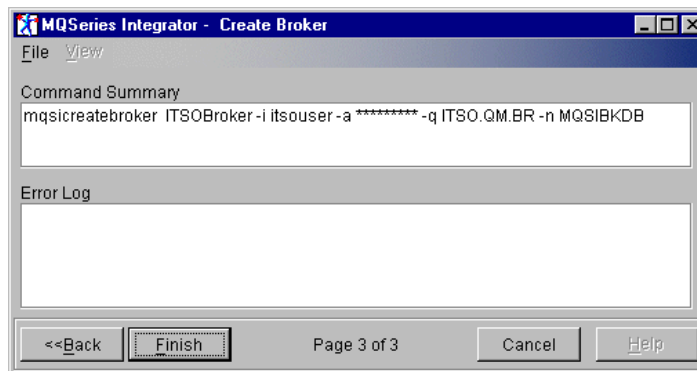 MQSeries Integrator - Create Broker
File View
Command Summary
mqsicreatebroker ITSOBroker -i itsouser -a ********* -q ITSO.QM.BR -n MQSIBKDB
Error Log
<<Back Finish Page 3 of 3 Cancel Help